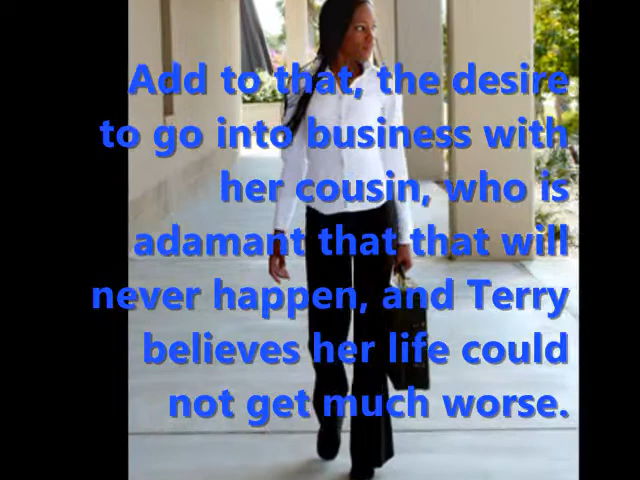 Add to that, the desire
to go into business with
her cousin, who is
adamant that that will
never happen, and Terry
believes her life could
not get much worse.